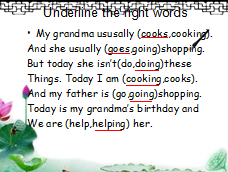 Underline the right words
• My grandma ususally (cooks,cooking).
And she usually (goes,going)shopping.
But today she isn't(do,doing)these
Things. Today I am (cooking,cooks).
And my father is (go,going)shopping.
Today is my grandma's birthday and
We are (help,helping) her.